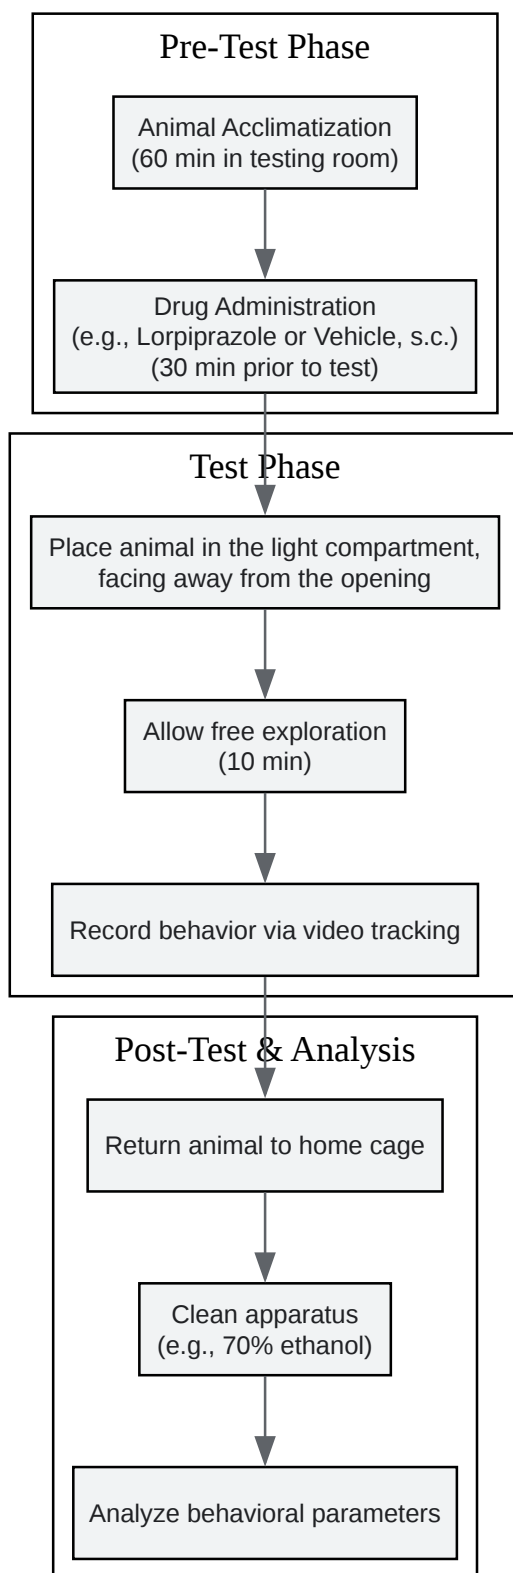 Pre-Test Phase
Animal Acclimatization
(60 min in testing room)
Drug Administration
(e.g., Lorpiprazole or Vehicle, s.c.)
(30 min prior to test)
Test Phase
Place animal in the light compartment,
facing away from the opening
Allow free exploration
(10 min)
Record behavior via video tracking
Post-Test & Analysis
Return animal to home cage
Clean apparatus
(e.g., 70% ethanol)
Analyze behavioral parameters